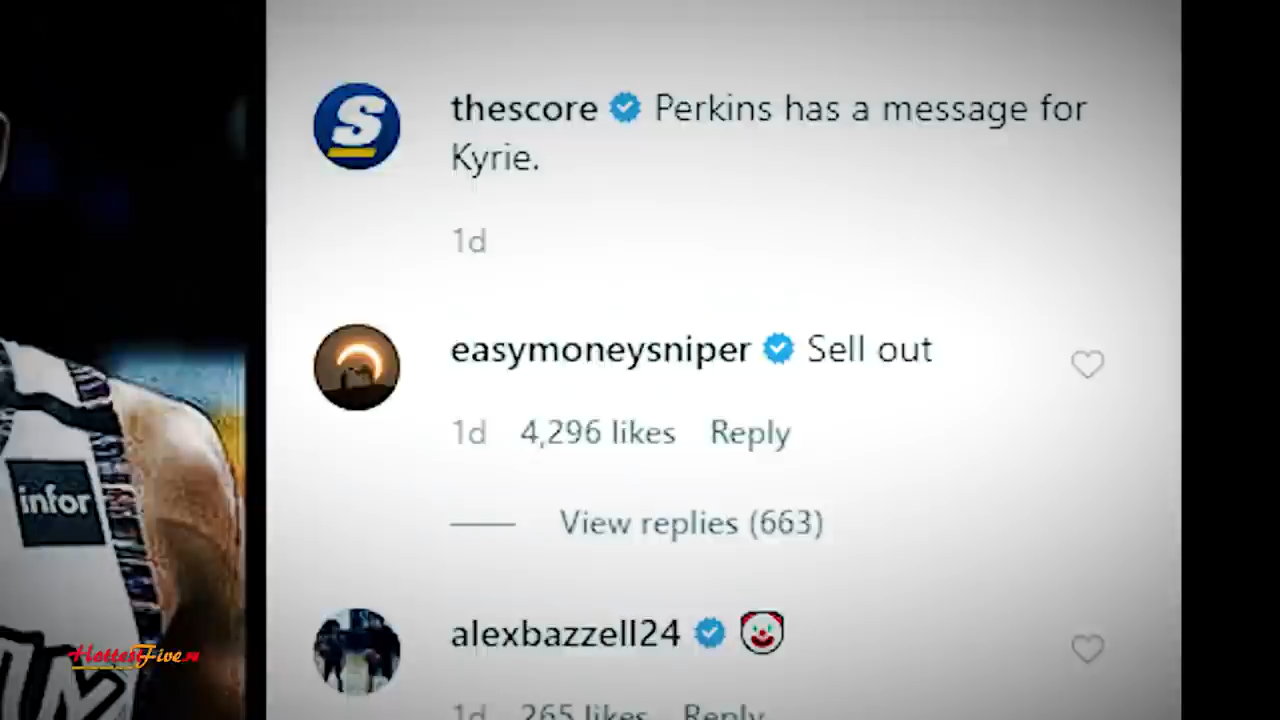 thescore Perkins has a message for
Kyrie.
1d
easymoneysniper Sell out
1d 4,296 likes Reply
View replies (663)
alexbazzell24 🤡
1d 265 likes Reply
infor
HottestFive.TV
S